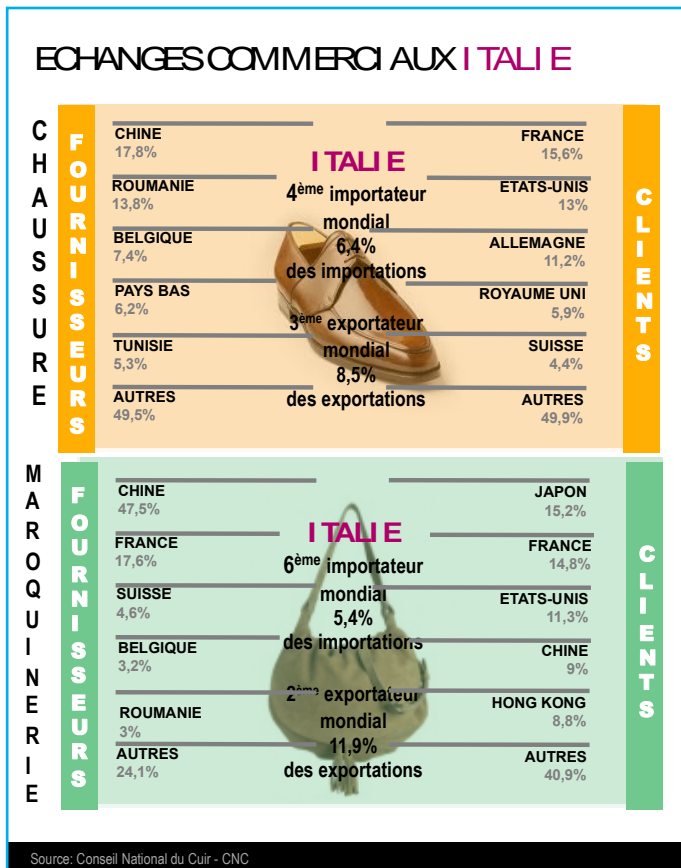 ECHANGES COMMERCIAUX ITALIE
CHAUSSURE
FOURNISSEURS
CHINE
17,8%
ROUMANIE
13,8%
BELGIQUE
7,4%
PAYS BAS
6,2%
TUNISIE
5,3%
AUTRES
49,5%
ITALIE
4ème importateur
mondial
6,4%
des importations
3ème exportateur
mondial
8,5%
des exportations
FRANCE
15,6%
ETATS-UNIS
13%
ALLEMAGNE
11,2%
ROYAUME UNI
5,9%
SUISSE
4,4%
AUTRES
49,9%
CLIENTS
MAROQUINERIE
FOURNISSEURS
CHINE
47,5%
FRANCE
17,6%
SUISSE
4,6%
BELGIQUE
3,2%
ROUMANIE
3%
AUTRES
24,1%
ITALIE
6ème importateur
mondial
5,4%
des importations
2ème exportateur
mondial
11,9%
des exportations
JAPON
15,2%
FRANCE
14,8%
ETATS-UNIS
11,3%
CHINE
9%
HONG KONG
8,8%
AUTRES
40,9%
CLIENTS
Source: Conseil National du Cuir - CNC